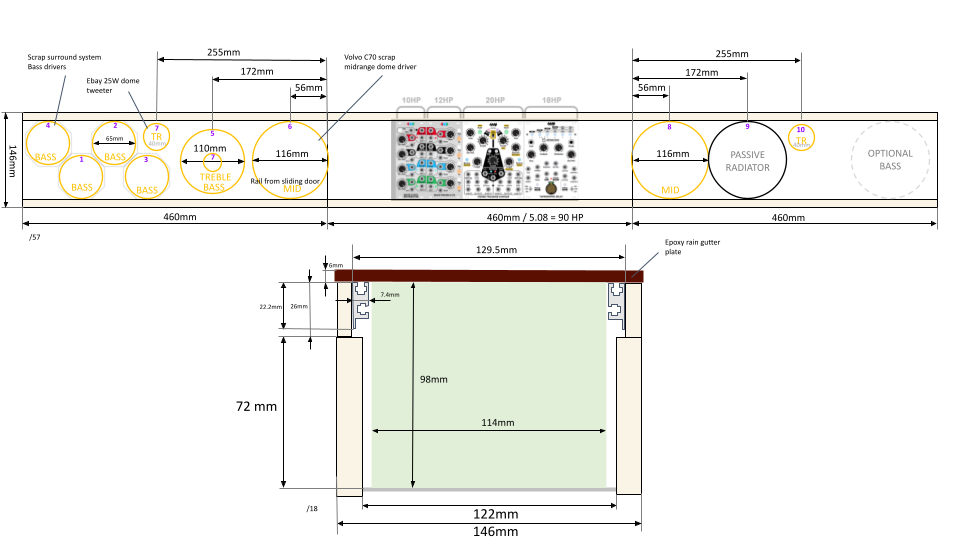 Scrap surround system
Bass drivers
Ebay 25W dome
tweeter
255mm
172mm
56mm
Volvo C70 scrap
midrange dome driver
10HP
12HP
20HP
18HP
255mm
172mm
56mm
146mm
4
BASS
1
BASS
2
65mm
BASS
3
BASS
7
TR
40mm
5
110mm
7
TREBLE
BASS
6
116mm
Rail from sliding door
MID
8
116mm
MID
9
PASSIVE
RADIATOR
10
TR
40mm
OPTIONAL
BASS
460mm
460mm / 5.08 = 90 HP
460mm
/57
Epoxy rain gutter
plate
129.5mm
6mm
7.4mm
22.2mm
26mm
98mm
72 mm
114mm
/18
122mm
146mm